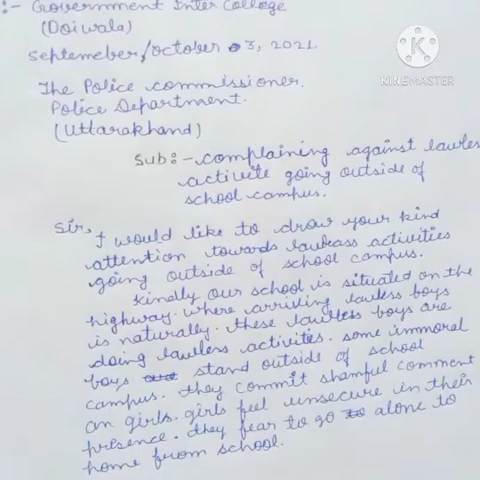 :- Government Inter College
(Doiwala)
Septemeber/October 3, 2021
KINEMASTER
The Police commissioner.
Police Department.
(Uttarakhand)
Sub:- complaining against lawles
activite going outside of
school campus.
Sir,
I would like to drow your kind
attention towards lawless activities
going outside of school campus.
Kindly our school is situated on the
highway. where arriving lawless boys
is naturally. these lawless boys are
doing lawless activities. some immoral
boys stand outside of school
campus. they commit shamful comment
on girls. girls feel unsecure in their
presence. they fear to go alone to
home from school.